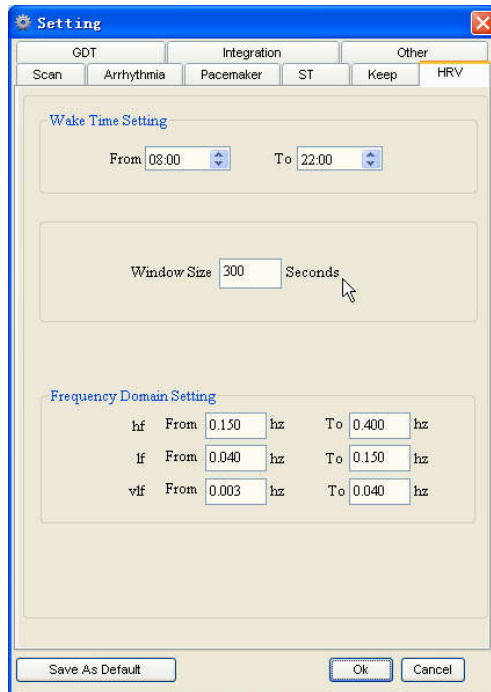 Setting
GDT Integration Other
Scan Arrhythmia Pacemaker ST Keep HRV
Wake Time Setting
From 08:00 To 22:00
Window Size 300 Seconds
Frequency Domain Setting
hf From 0.150 hz To 0.400 hz
lf From 0.040 hz To 0.150 hz
vlf From 0.003 hz To 0.040 hz
Save As Default Ok Cancel